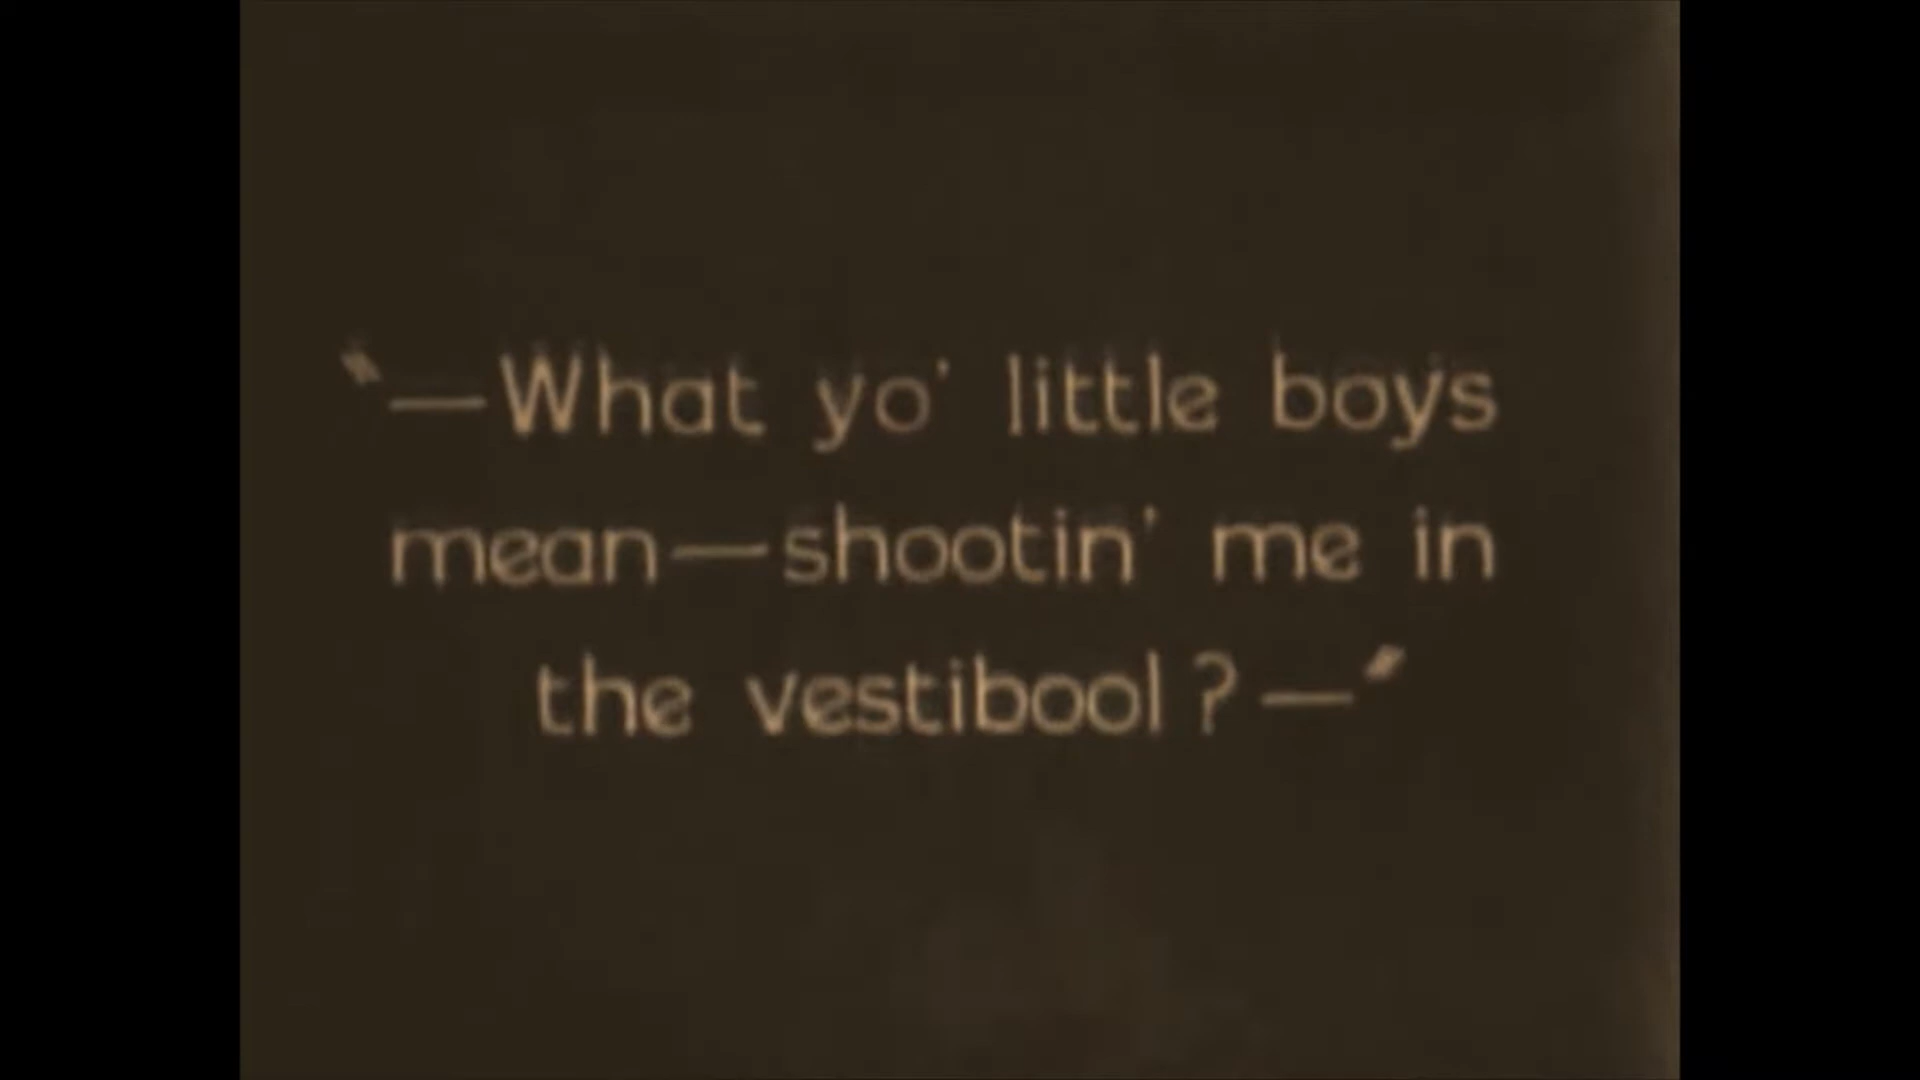 "—What yo' little boys
mean—shootin' me in
the vestibool?—"